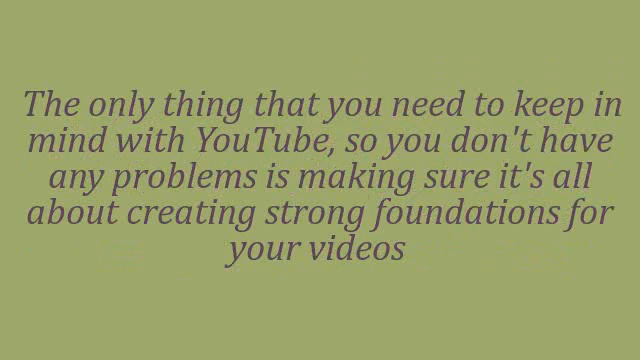 The only thing that you need to keep in
mind with YouTube, so you don't have
any problems is making sure it's all
about creating strong foundations for
your videos